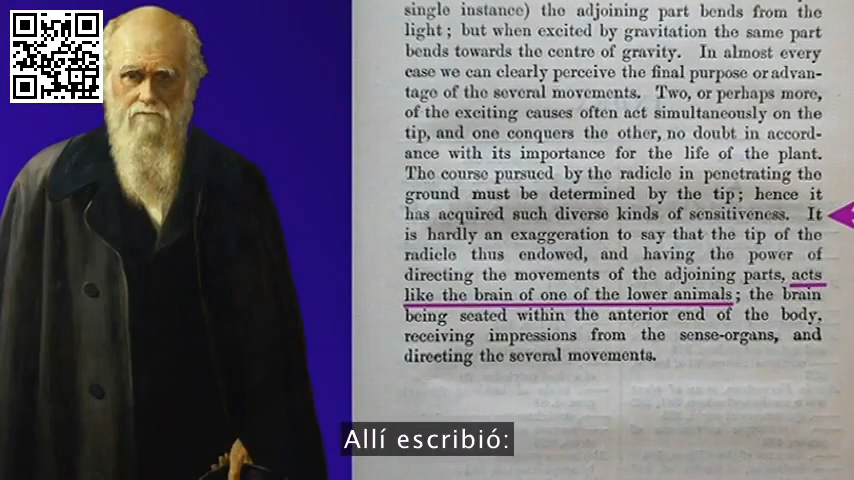 single instance) the adjoining part bends from the
light; but when excited by gravitation the same part
bends towards the centre of gravity. In almost every
case we can clearly perceive the final purpose or advan-
tage of the several movements. Two, or perhaps more,
of the exciting causes often act simultaneously on the
tip, and one conquers the other, no doubt in accord-
ance with its importance for the life of the plant.
The course pursued by the radicle in penetrating the
ground must be determined by the tip; hence it
has acquired such diverse kinds of sensitiveness. It
is hardly an exaggeration to say that the tip of the
radicle thus endowed, and having the power of
directing the movements of the adjoining parts, acts
like the brain of one of the lower animals; the brain
being seated within the anterior end of the body,
receiving impressions from the sense-organs, and
directing the several movements.
Allí escribió: